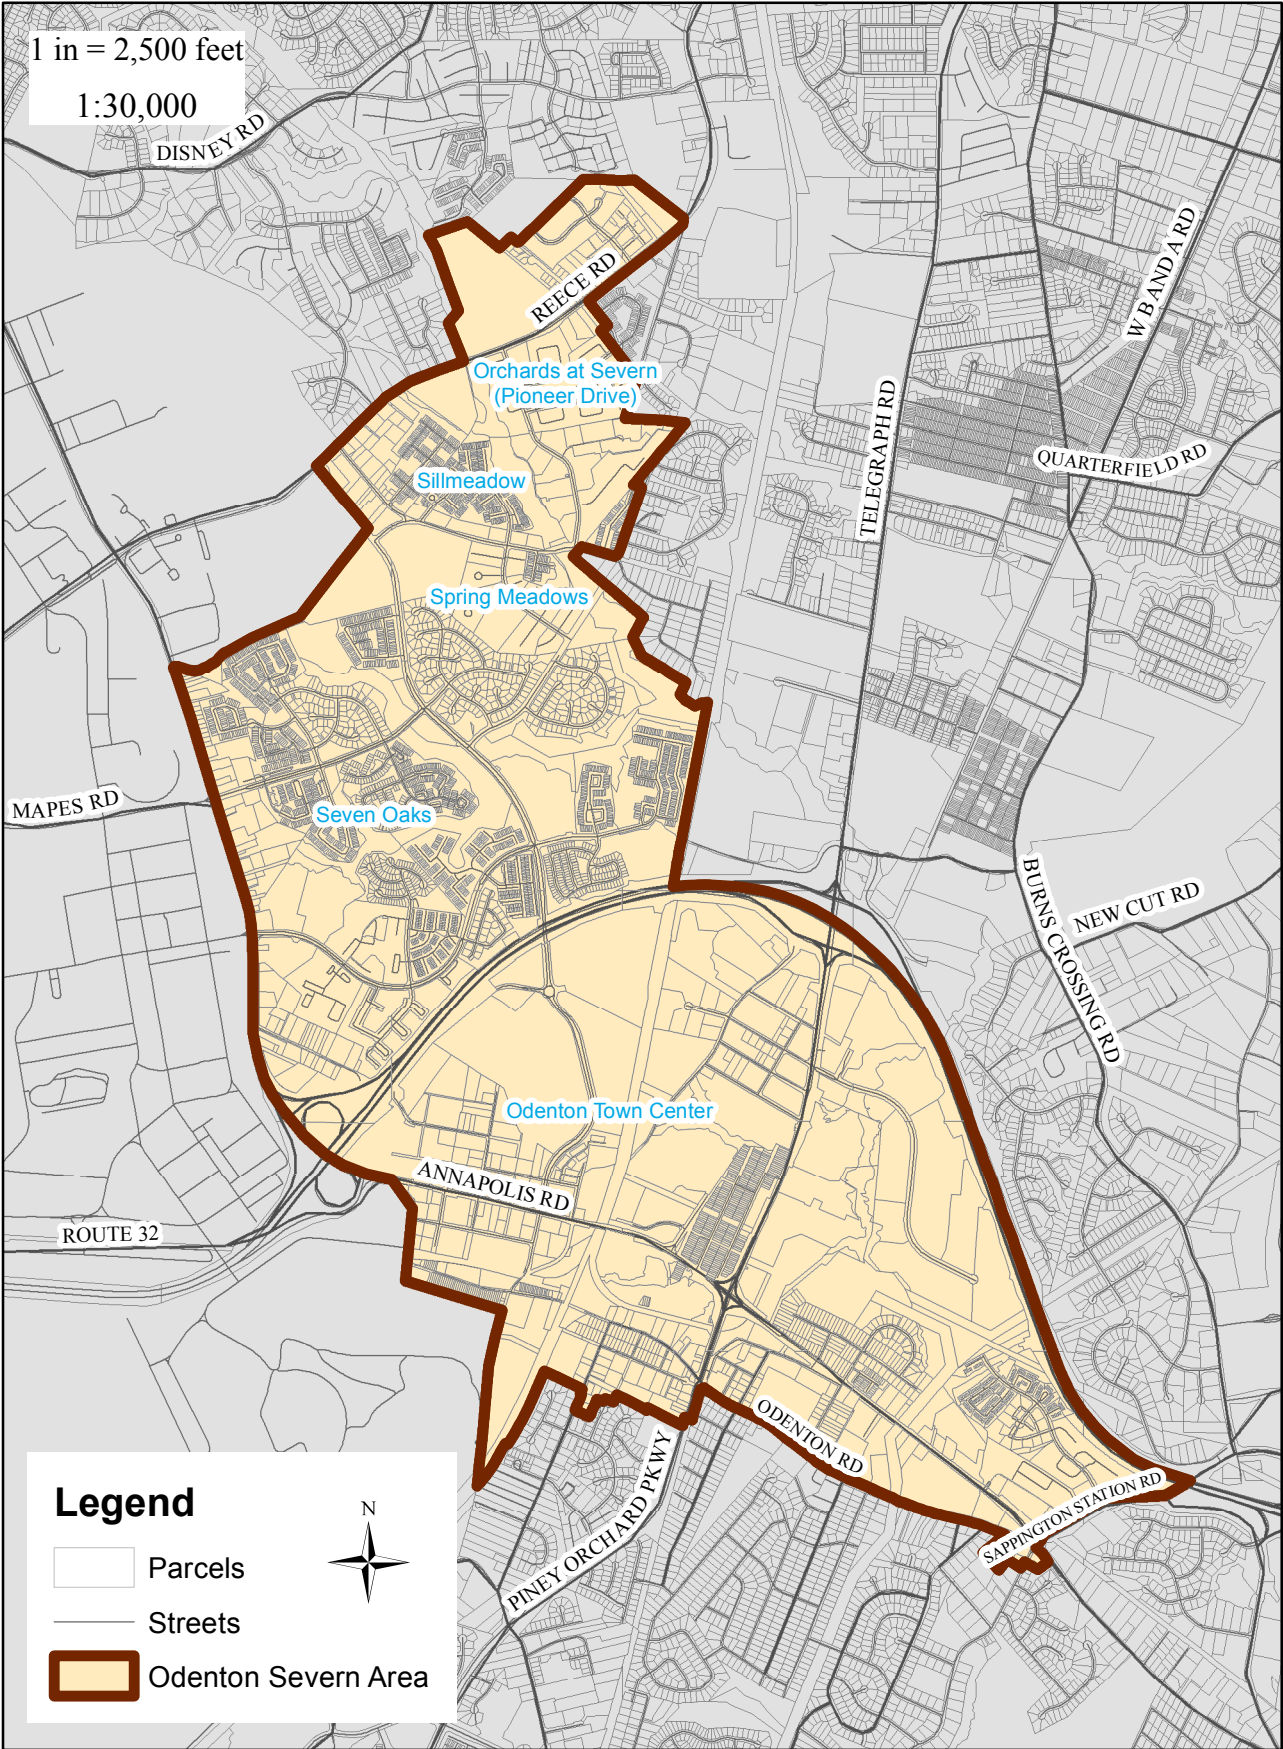 1 in = 2,500 feet
1:30,000
DISNEY RD
REECE RD
W B AND A RD
Orchards at Severn
(Pioneer Drive)
TELEGRAPH RD
QUARTERFIELD RD
Sillmeadow
Spring Meadows
MAPES RD
Seven Oaks
BURNS CROSSING RD
NEW CUT RD
Odenton Town Center
ANNAPOLIS RD
ROUTE 32
ODENTON RD
PINEY ORCHARD PKWY
SAPPINGTON STATION RD
Legend
N
Parcels
Streets
Odenton Severn Area